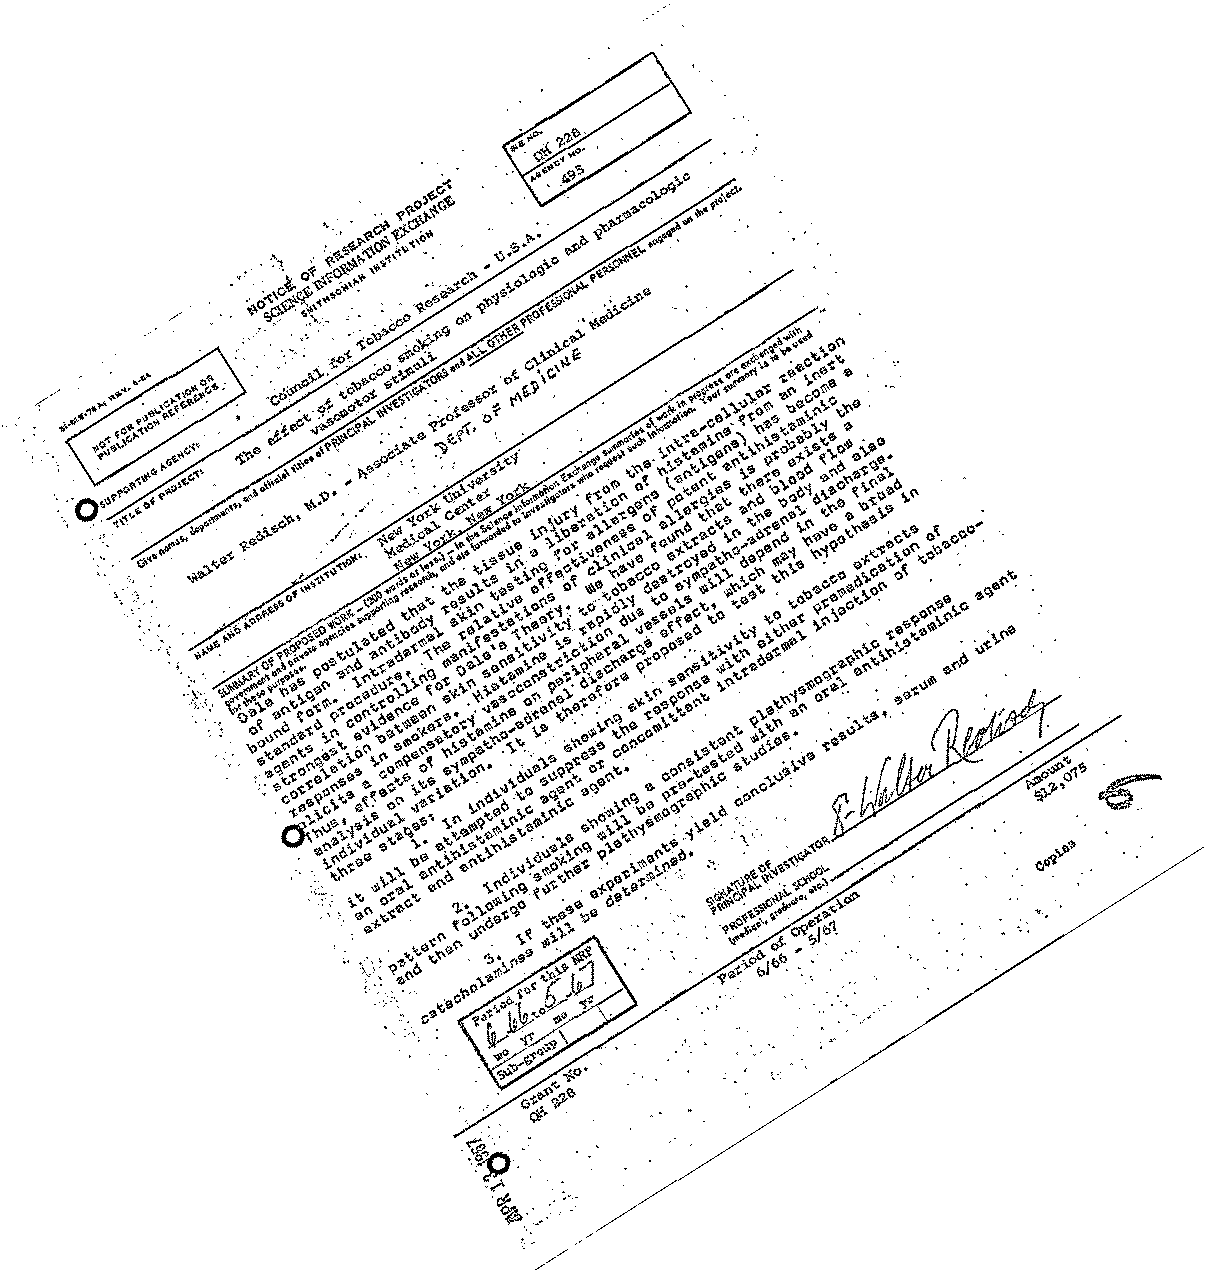 SIE NO.
QH 228
AGENCY NO.
493
NOTICE OF RESEARCH PROJECT
SCIENCE INFORMATION EXCHANGE
SMITHSONIAN INSTITUTION
NOT FOR PUBLICATION OR
PUBLICATION REFERENCE
SUPPORTING AGENCY: Council for Tobacco Research - U.S.A.
TITLE OF PROJECT: The effect of tobacco smoking on physiologic and pharmacologic
vasomotor stimuli
Give names, departments, and official titles of PRINCIPAL INVESTIGATORS and ALL OTHER PROFESSIONAL PERSONNEL engaged on the project.
Walter Redisch, M.D. - Associate Professor of Clinical Medicine
DEPT. OF MEDICINE
NAME AND ADDRESS OF INSTITUTION: New York University
Medical Center
New York, New York
SUMMARY OF PROPOSED WORK - (200 words or less.) - In the Science Information Exchange summaries of work in progress are exchanged with
government and private agencies supporting research, and are forwarded to investigators who request such information. Your summary is to be used
for these purposes.
Dale has postulated that the tissue injury from the intra-cellular reaction
of antigen and antibody results in a liberation of histamine from an inert
bound form. Intradermal skin testing for allergens (antigens) has become a
standard procedure. The relative effectiveness of potent antihistaminic
agents in controlling manifestations of clinical allergies is probably the
strongest evidence for Dale's Theory. We have found that there exists a
correlation between skin sensitivity to tobacco extracts and blood flow
responses in smokers. Histamine is rapidly destroyed in the body and also
elicits a compensatory vasoconstriction due to sympatho-adrenal discharge.
Thus, effects of histamine on peripheral vessels will depend in the final
analysis on its sympatho-adrenal discharge effect, which may have a broad
individual variation. It is therefore proposed to test this hypothesis in
three stages:
1. In individuals showing skin sensitivity to tobacco extracts
it will be attempted to suppress the response with either premedication of
an oral antihistaminic agent or concomittant intradermal injection of tobacco-
extract and antihistaminic agent.
2. Individuals showing a consistant plethysmographic response
pattern following smoking will be pre-tested with an oral antihistaminic agent
and then undergo further plethysmographic studies.
3. If these experiments yield conclusive results, serum and urine
catecholamines will be determined.
SIGNATURE OF
PRINCIPAL INVESTIGATOR Walter Redisch
PROFESSIONAL SCHOOL
(medical, graduate, etc.)
Period for this NRP
6 66 to 5 67
mo yr mo yr
Sub-group
Grant No.
QH 228
Period of Operation
6/66 - 5/67
Amount
$12,075
Copies
6
APR 12 1967